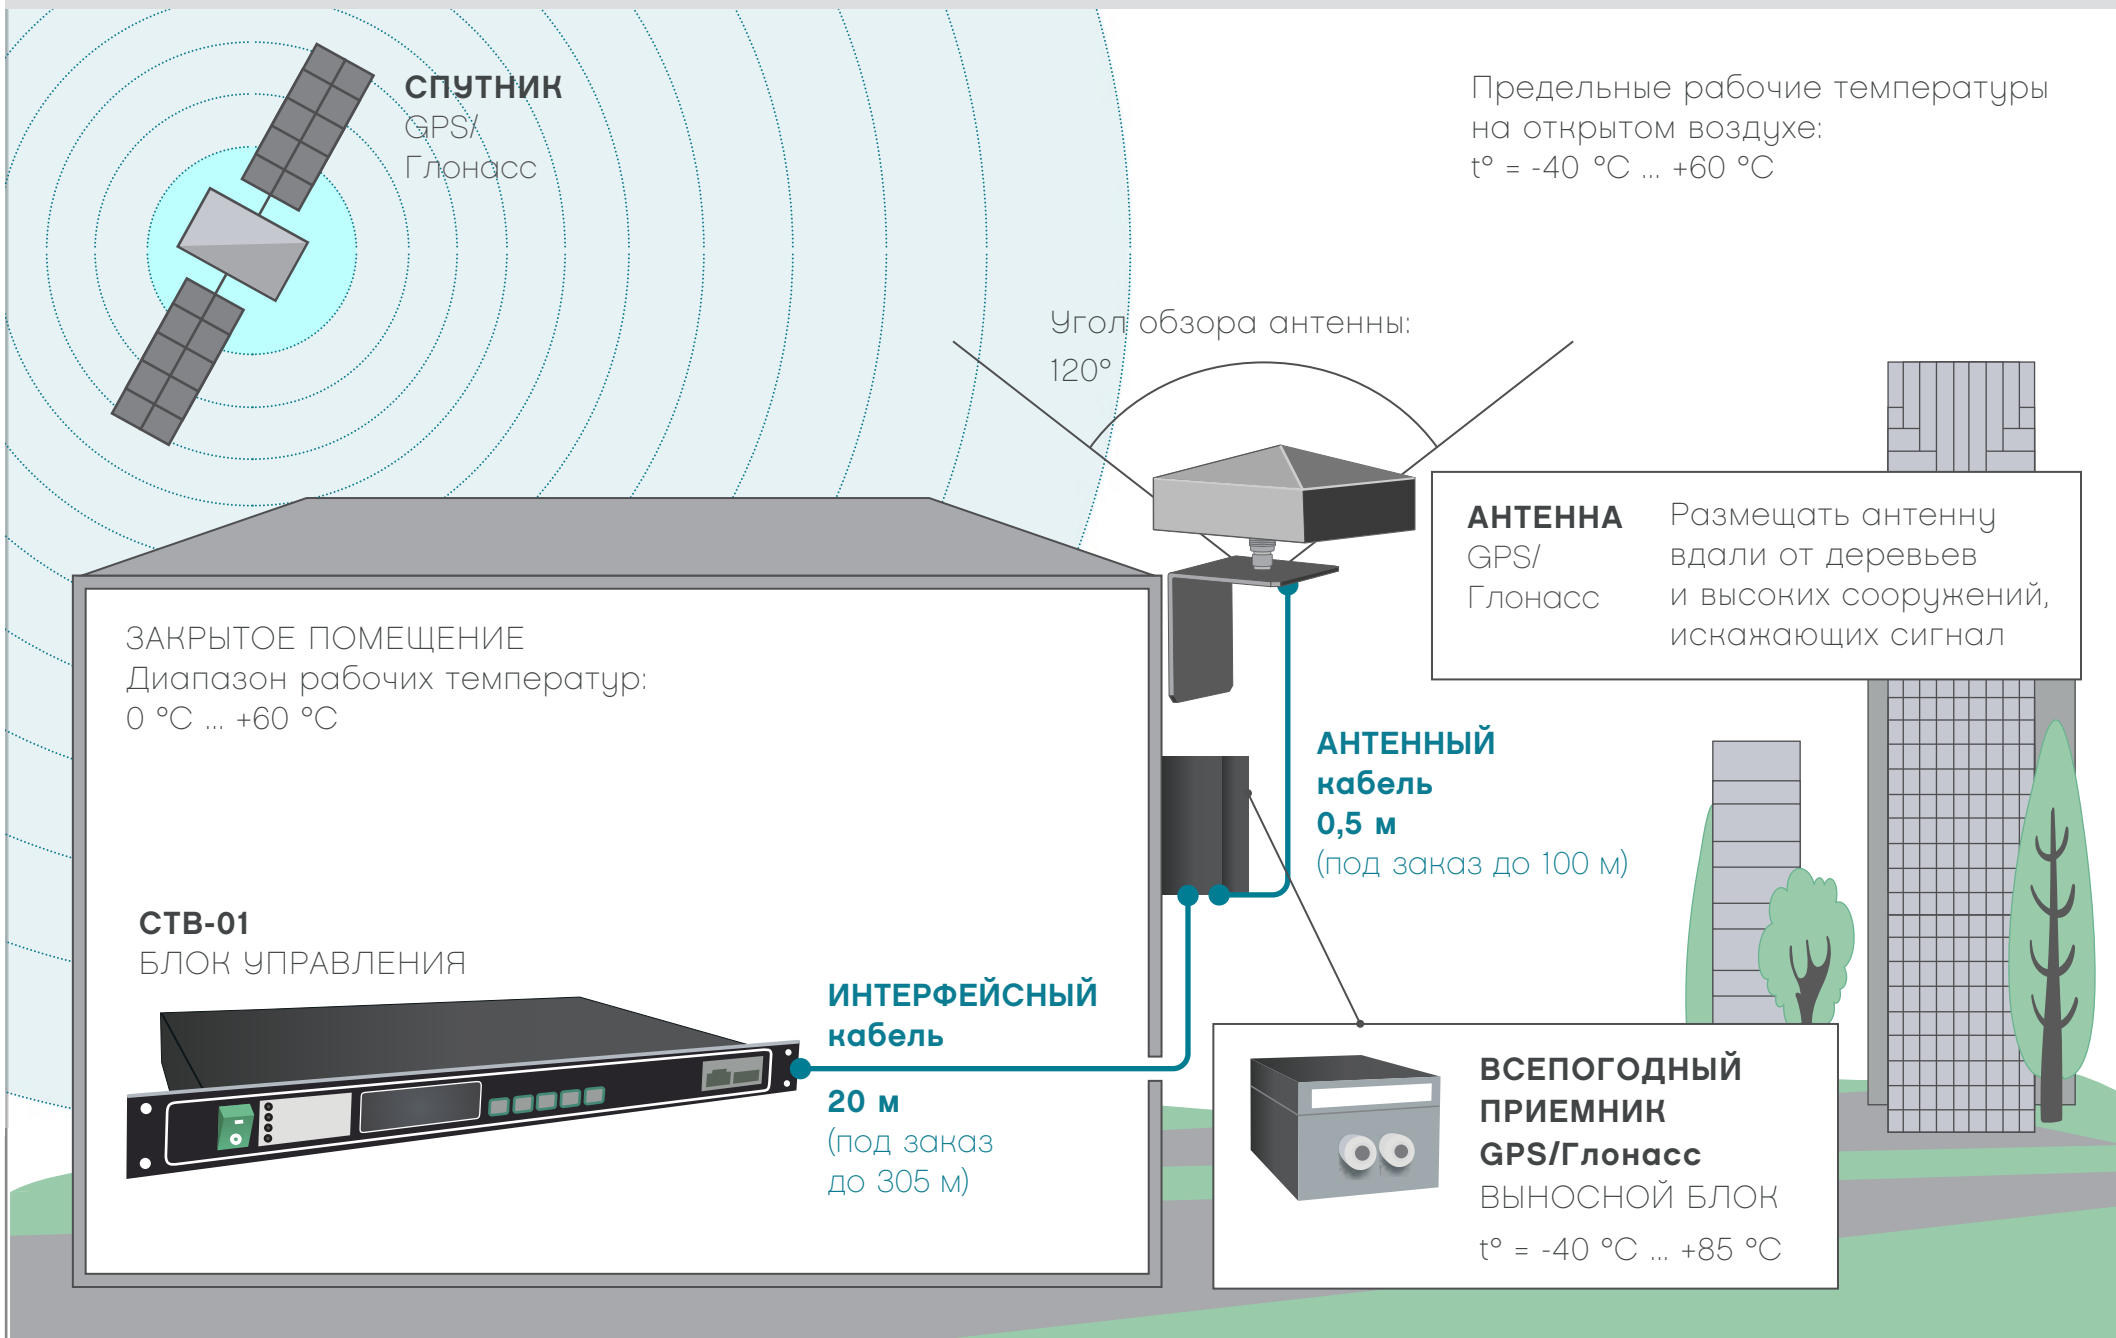 СПУТНИК
GPS/
Глонасс
Предельные рабочие температуры
на открытом воздухе:
t° = -40 °C ... +60 °C
Угол обзора антенны:
120°
АНТЕННА
GPS/
Глонасс
Размещать антенну
вдали от деревьев
и высоких сооружений,
искажающих сигнал
ЗАКРЫТОЕ ПОМЕЩЕНИЕ
Диапазон рабочих температур:
0 °C ... +60 °C
АНТЕННЫЙ
кабель
0,5 м
(под заказ до 100 м)
СТВ-01
БЛОК УПРАВЛЕНИЯ
ИНТЕРФЕЙСНЫЙ
кабель
20 м
(под заказ
до 305 м)
ВСЕПОГОДНЫЙ
ПРИЕМНИК
GPS/Глонасс
ВЫНОСНОЙ БЛОК
t° = -40 °C ... +85 °C